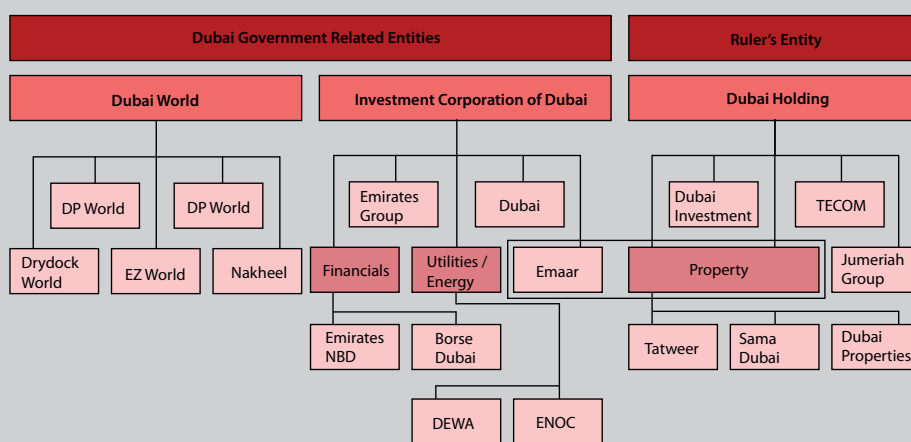 Dubai Government Related Entities
Ruler's Entity
Dubai World
Investment Corporation of Dubai
Dubai Holding
DP World
DP World
Emirates
Group
Dubai
Dubai
Investment
TECOM
Drydock
World
EZ World
Nakheel
Financials
Utilities /
Energy
Emaar
Property
Jumeriah
Group
Emirates
NBD
Borse
Dubai
Tatweer
Sama
Dubai
Dubai
Properties
DEWA
ENOC